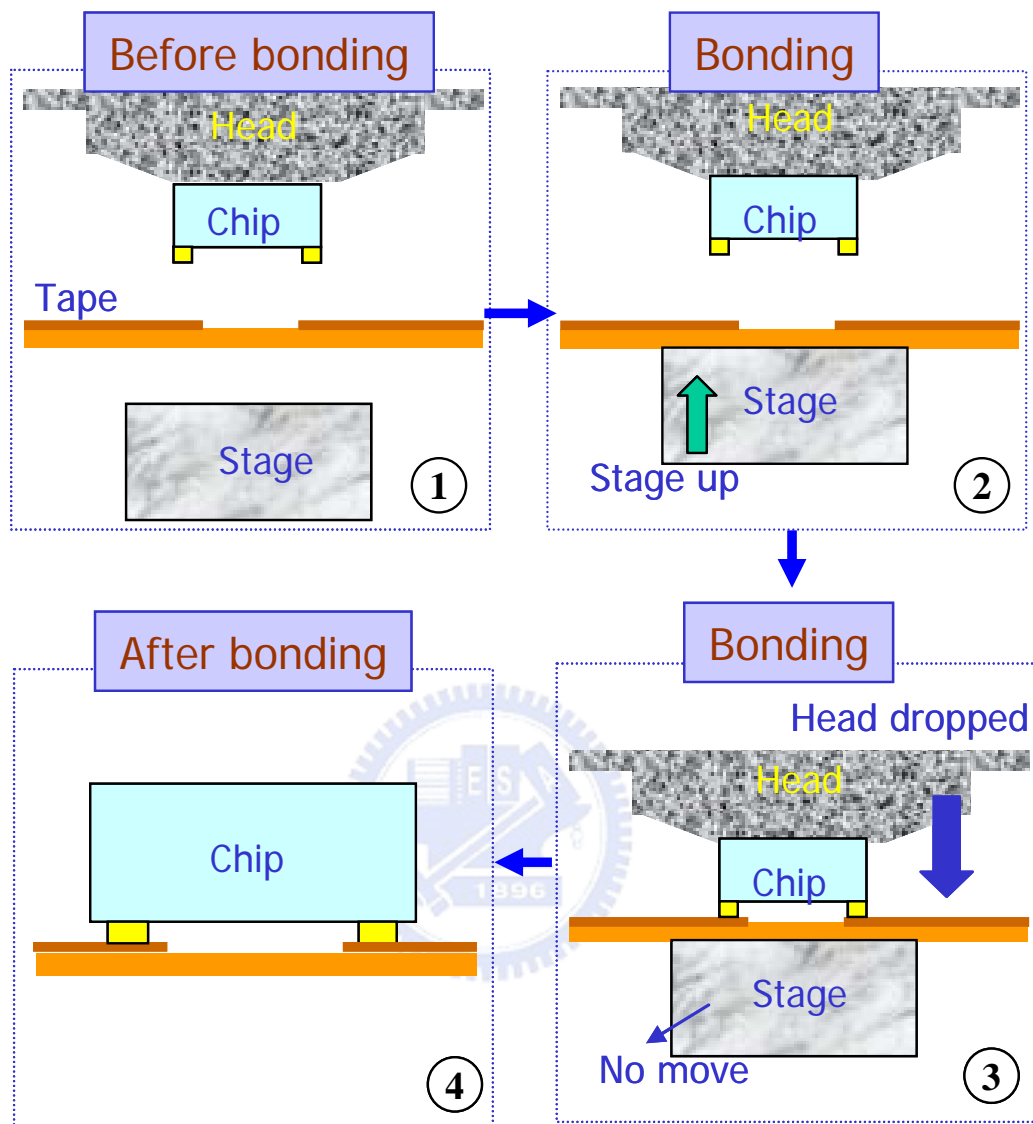 Before bonding
Head
Chip
Tape
Stage
1
Bonding
Head
Chip
Stage
Stage up
2
Bonding
Head dropped
Head
Chip
Stage
No move
3
After bonding
Chip
4
E S
1896